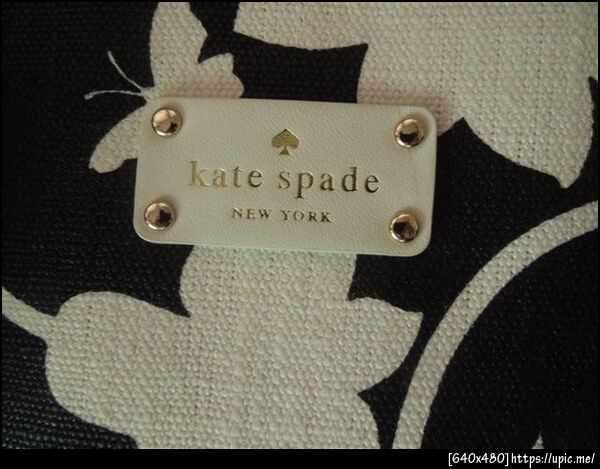 kate spade
NEW YORK
[640x480]https://upic.me/